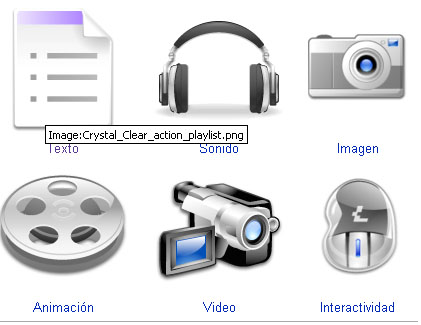 Image:Crystal_Clear_action_playlist.png
Texto
Sonido
Imagen
Animación
Video
Interactividad